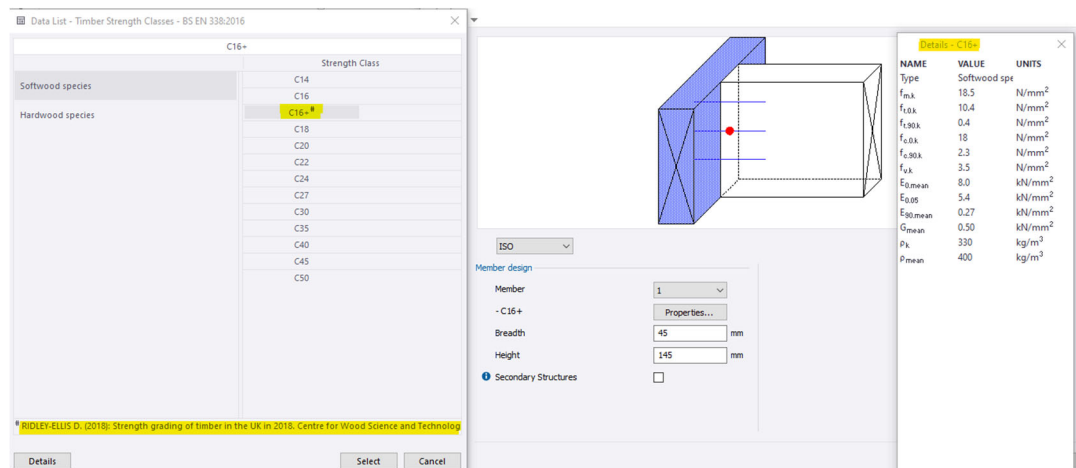 Data List - Timber Strength Classes - BS EN 338:2016
C16+
Strength Class
Softwood species
Hardwood species
C14
C16
C16+θ
C18
C20
C22
C24
C27
C30
C35
C40
C45
C50
θ RIDLEY-ELLIS D. (2018): Strength grading of timber in the UK in 2018. Centre for Wood Science and Technolog
Details
Select
Cancel
ISO
Member design
Member 1
- C16+ Properties...
Breadth 45 mm
Height 145 mm
Secondary Structures
Details - C16+
NAME VALUE UNITS
Type Softwood spe
fm,k 18.5 N/mm²
ft,0,k 10.4 N/mm²
ft,90,k 0.4 N/mm²
fc,0,k 18 N/mm²
fc,90,k 2.3 N/mm²
fv,k 3.5 N/mm²
E0,mean 8.0 kN/mm²
E0.05 5.4 kN/mm²
E90,mean 0.27 kN/mm²
Gmean 0.50 kN/mm²
ρk 330 kg/m³
ρmean 400 kg/m³